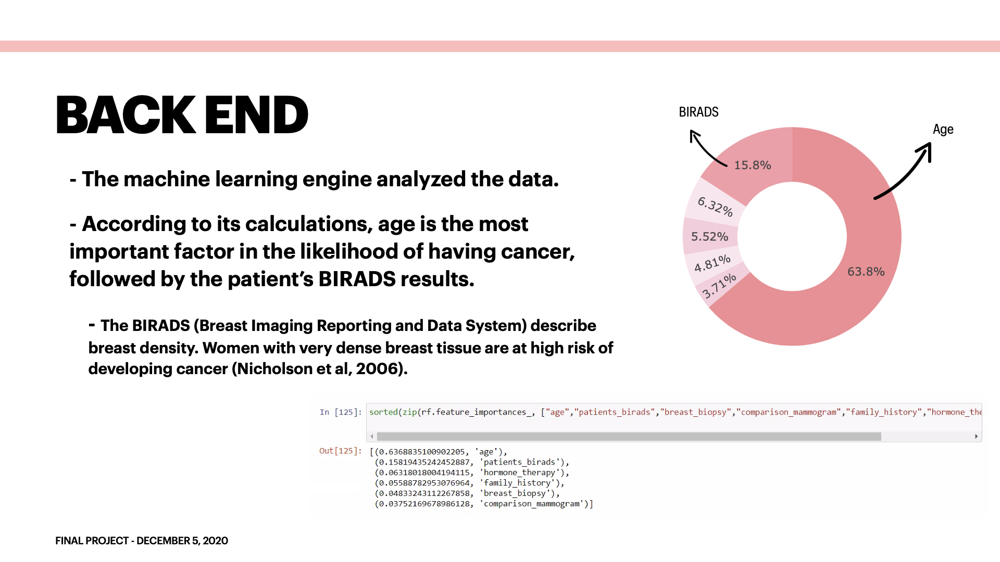 BACK END
- The machine learning engine analyzed the data.
- According to its calculations, age is the most
important factor in the likelihood of having cancer,
followed by the patient’s BIRADS results.
- The BIRADS (Breast Imaging Reporting and Data System) describe
breast density. Women with very dense breast tissue are at high risk of
developing cancer (Nicholson et al, 2006).
BIRADS
Age
15.8%
6.32%
5.52%
4.81%
3.71%
63.8%
In [125]: sorted(zip(rf.feature_importances_, ["age","patients_birads","breast_biopsy","comparison_mammogram","family_history","hormone_the
Out[125]: [(0.6368835100902205, 'age'),
(0.15819435242452887, 'patients_birads'),
(0.06318018004194115, 'hormone_therapy'),
(0.05588782953076964, 'family_history'),
(0.04833243112267858, 'breast_biopsy'),
(0.03752169678986128, 'comparison_mammogram')]
FINAL PROJECT - DECEMBER 5, 2020